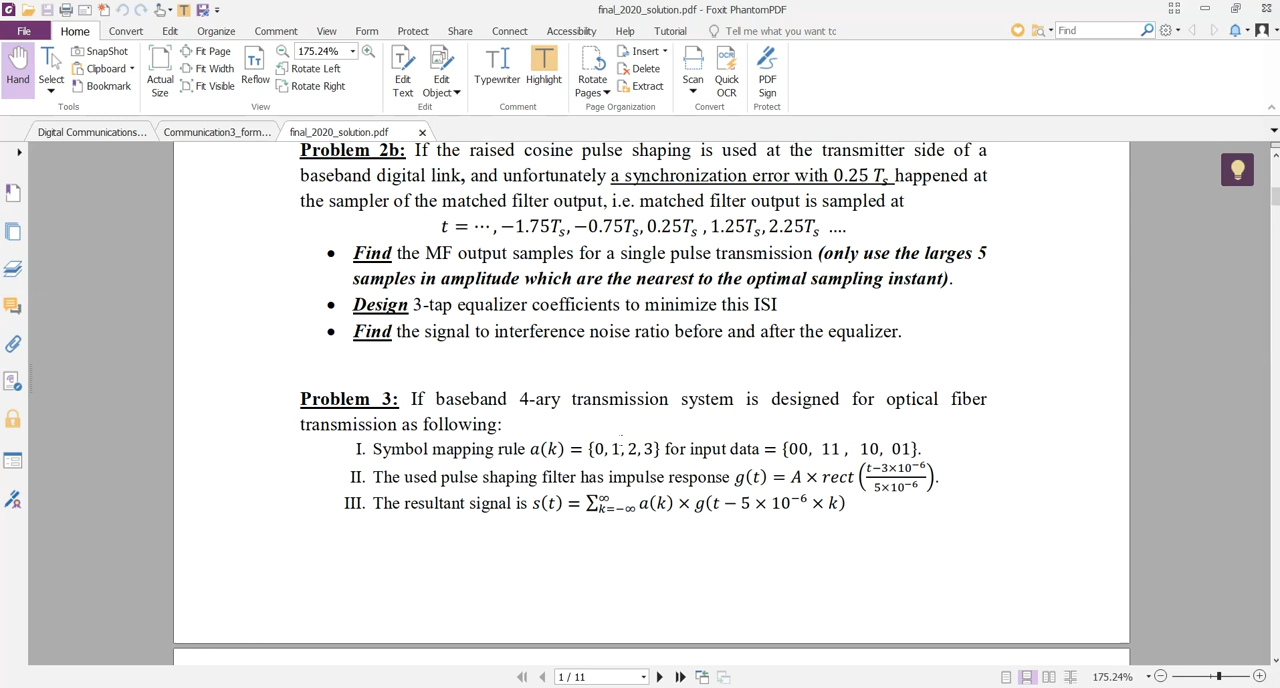 final_2020_solution.pdf - Foxit PhantomPDF
File Home Convert Edit Organize Comment View Form Protect Share Connect Accessibility Help Tutorial Tell me what you want to Find
Hand
Select
SnapShot
Clipboard
Bookmark
Tools
Actual Size
Fit Page
Fit Width
Fit Visible
Reflow
175.24%
Rotate Left
Rotate Right
View
Edit Text
Edit Object
Edit
Typewriter
Highlight
Comment
Rotate Pages
Insert
Delete
Extract
Page Organization
Scan
Quick OCR
Convert
PDF Sign
Protect
Digital Communications... Communication3_form... final_2020_solution.pdf
Problem 2b: If the raised cosine pulse shaping is used at the transmitter side of a
baseband digital link, and unfortunately a synchronization error with 0.25 Tₛ happened at
the sampler of the matched filter output, i.e. matched filter output is sampled at
t = ⋯, −1.75Tₛ, −0.75Tₛ, 0.25Tₛ , 1.25Tₛ, 2.25Tₛ ….
• Find the MF output samples for a single pulse transmission (only use the larges 5
samples in amplitude which are the nearest to the optimal sampling instant).
• Design 3-tap equalizer coefficients to minimize this ISI
• Find the signal to interference noise ratio before and after the equalizer.
Problem 3: If baseband 4-ary transmission system is designed for optical fiber
transmission as following:
I. Symbol mapping rule a(k) = {0, 1, 2, 3} for input data = {00, 11 , 10, 01}.
II. The used pulse shaping filter has impulse response g(t) = A × rect ((t−3×10⁻⁶)/(5×10⁻⁶)).
III. The resultant signal is s(t) = ∑_{k=−∞}^{∞} a(k) × g(t − 5 × 10⁻⁶ × k)
1 / 11
175.24%